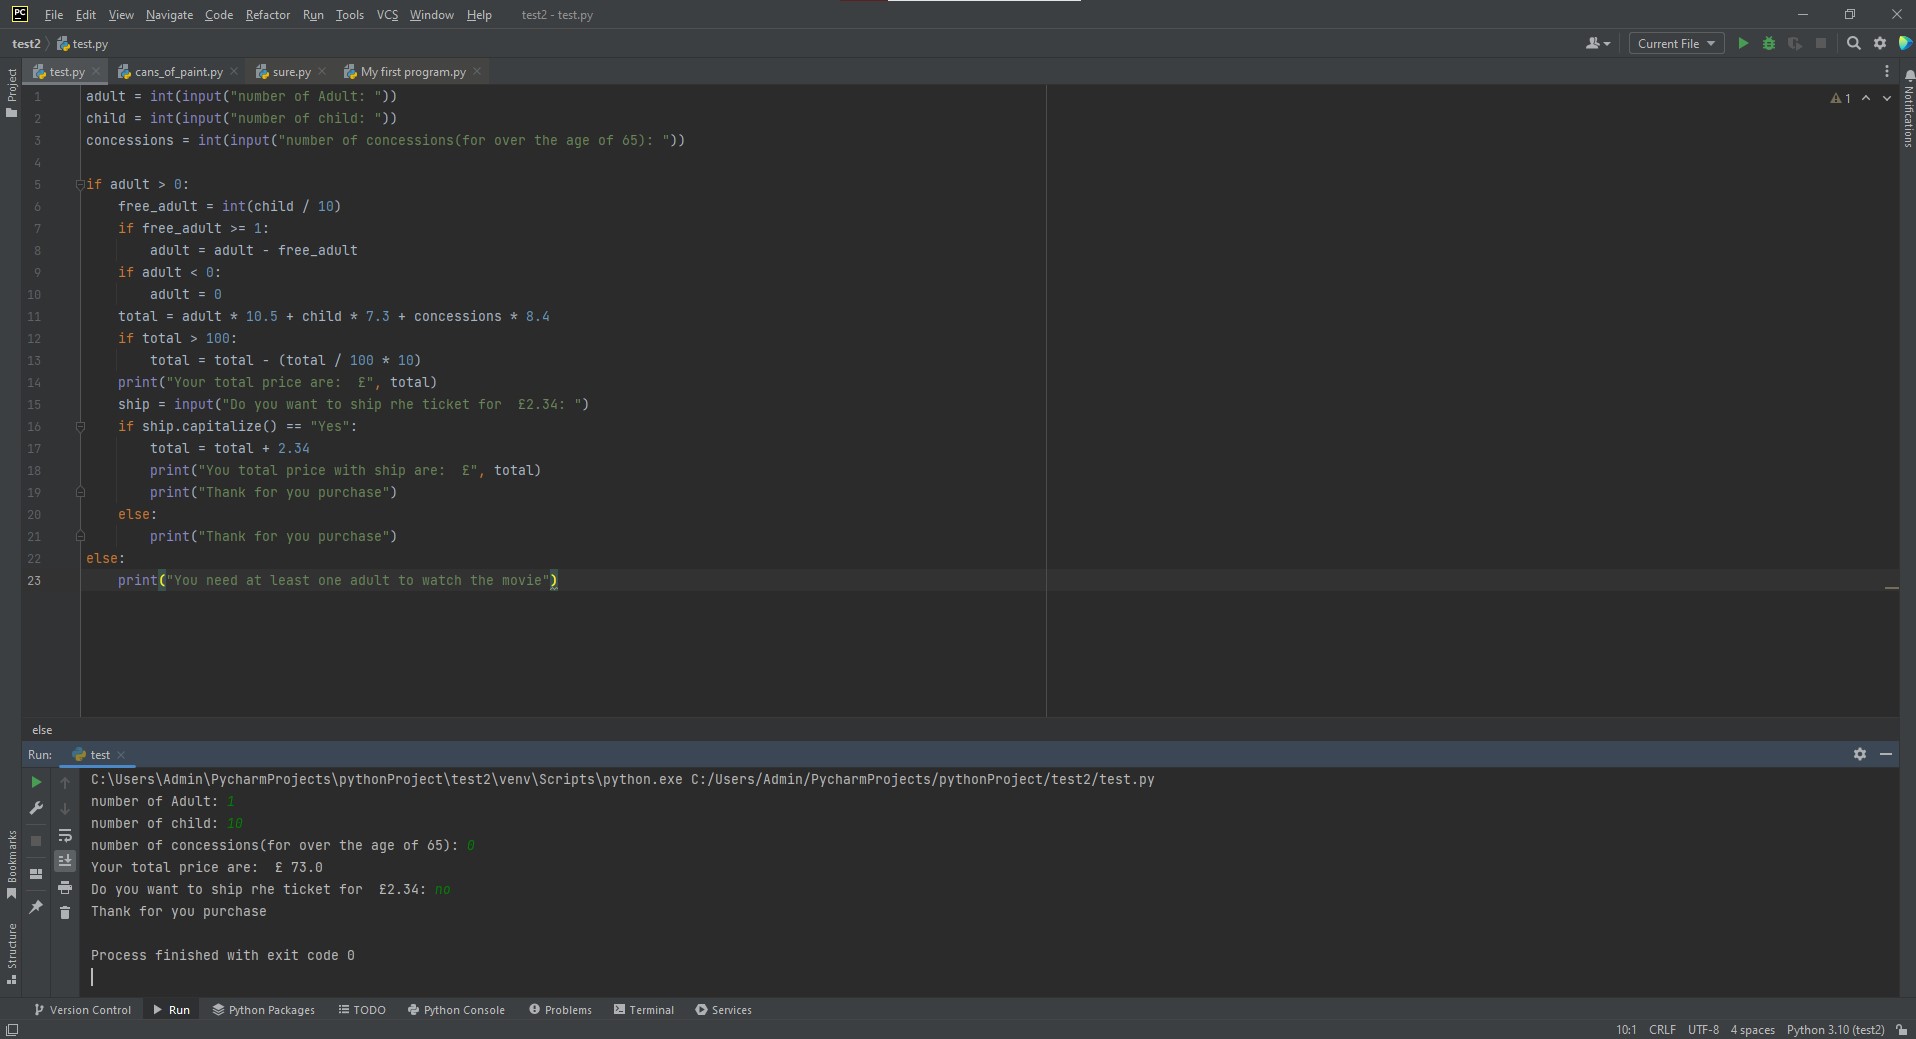 PC File Edit View Navigate Code Refactor Run Tools VCS Window Help test2 - test.py
test2 test.py Current File
test.py cans_of_paint.py sure.py My first program.py
Project
Notifications
1 adult = int(input("number of Adult: ")) 1
2 child = int(input("number of child: "))
3 concessions = int(input("number of concessions(for over the age of 65): "))
4
5 if adult > 0:
6 free_adult = int(child / 10)
7 if free_adult >= 1:
8 adult = adult - free_adult
9 if adult < 0:
10 adult = 0
11 total = adult * 10.5 + child * 7.3 + concessions * 8.4
12 if total > 100:
13 total = total - (total / 100 * 10)
14 print("Your total price are:  £", total)
15 ship = input("Do you want to ship rhe ticket for  £2.34: ")
16 if ship.capitalize() == "Yes":
17 total = total + 2.34
18 print("You total price with ship are:  £", total)
19 print("Thank for you purchase")
20 else:
21 print("Thank for you purchase")
22 else:
23 print("You need at least one adult to watch the movie")
else
Run: test
C:\Users\Admin\PycharmProjects\pythonProject\test2\venv\Scripts\python.exe C:/Users/Admin/PycharmProjects/pythonProject/test2/test.py
number of Adult: 1
number of child: 10
number of concessions(for over the age of 65): 0
Your total price are:  £ 73.0
Do you want to ship rhe ticket for  £2.34: no
Thank for you purchase
Process finished with exit code 0
Bookmarks
Structure
Version Control Run Python Packages TODO Python Console Problems Terminal Services
10:1 CRLF UTF-8 4 spaces Python 3.10 (test2)